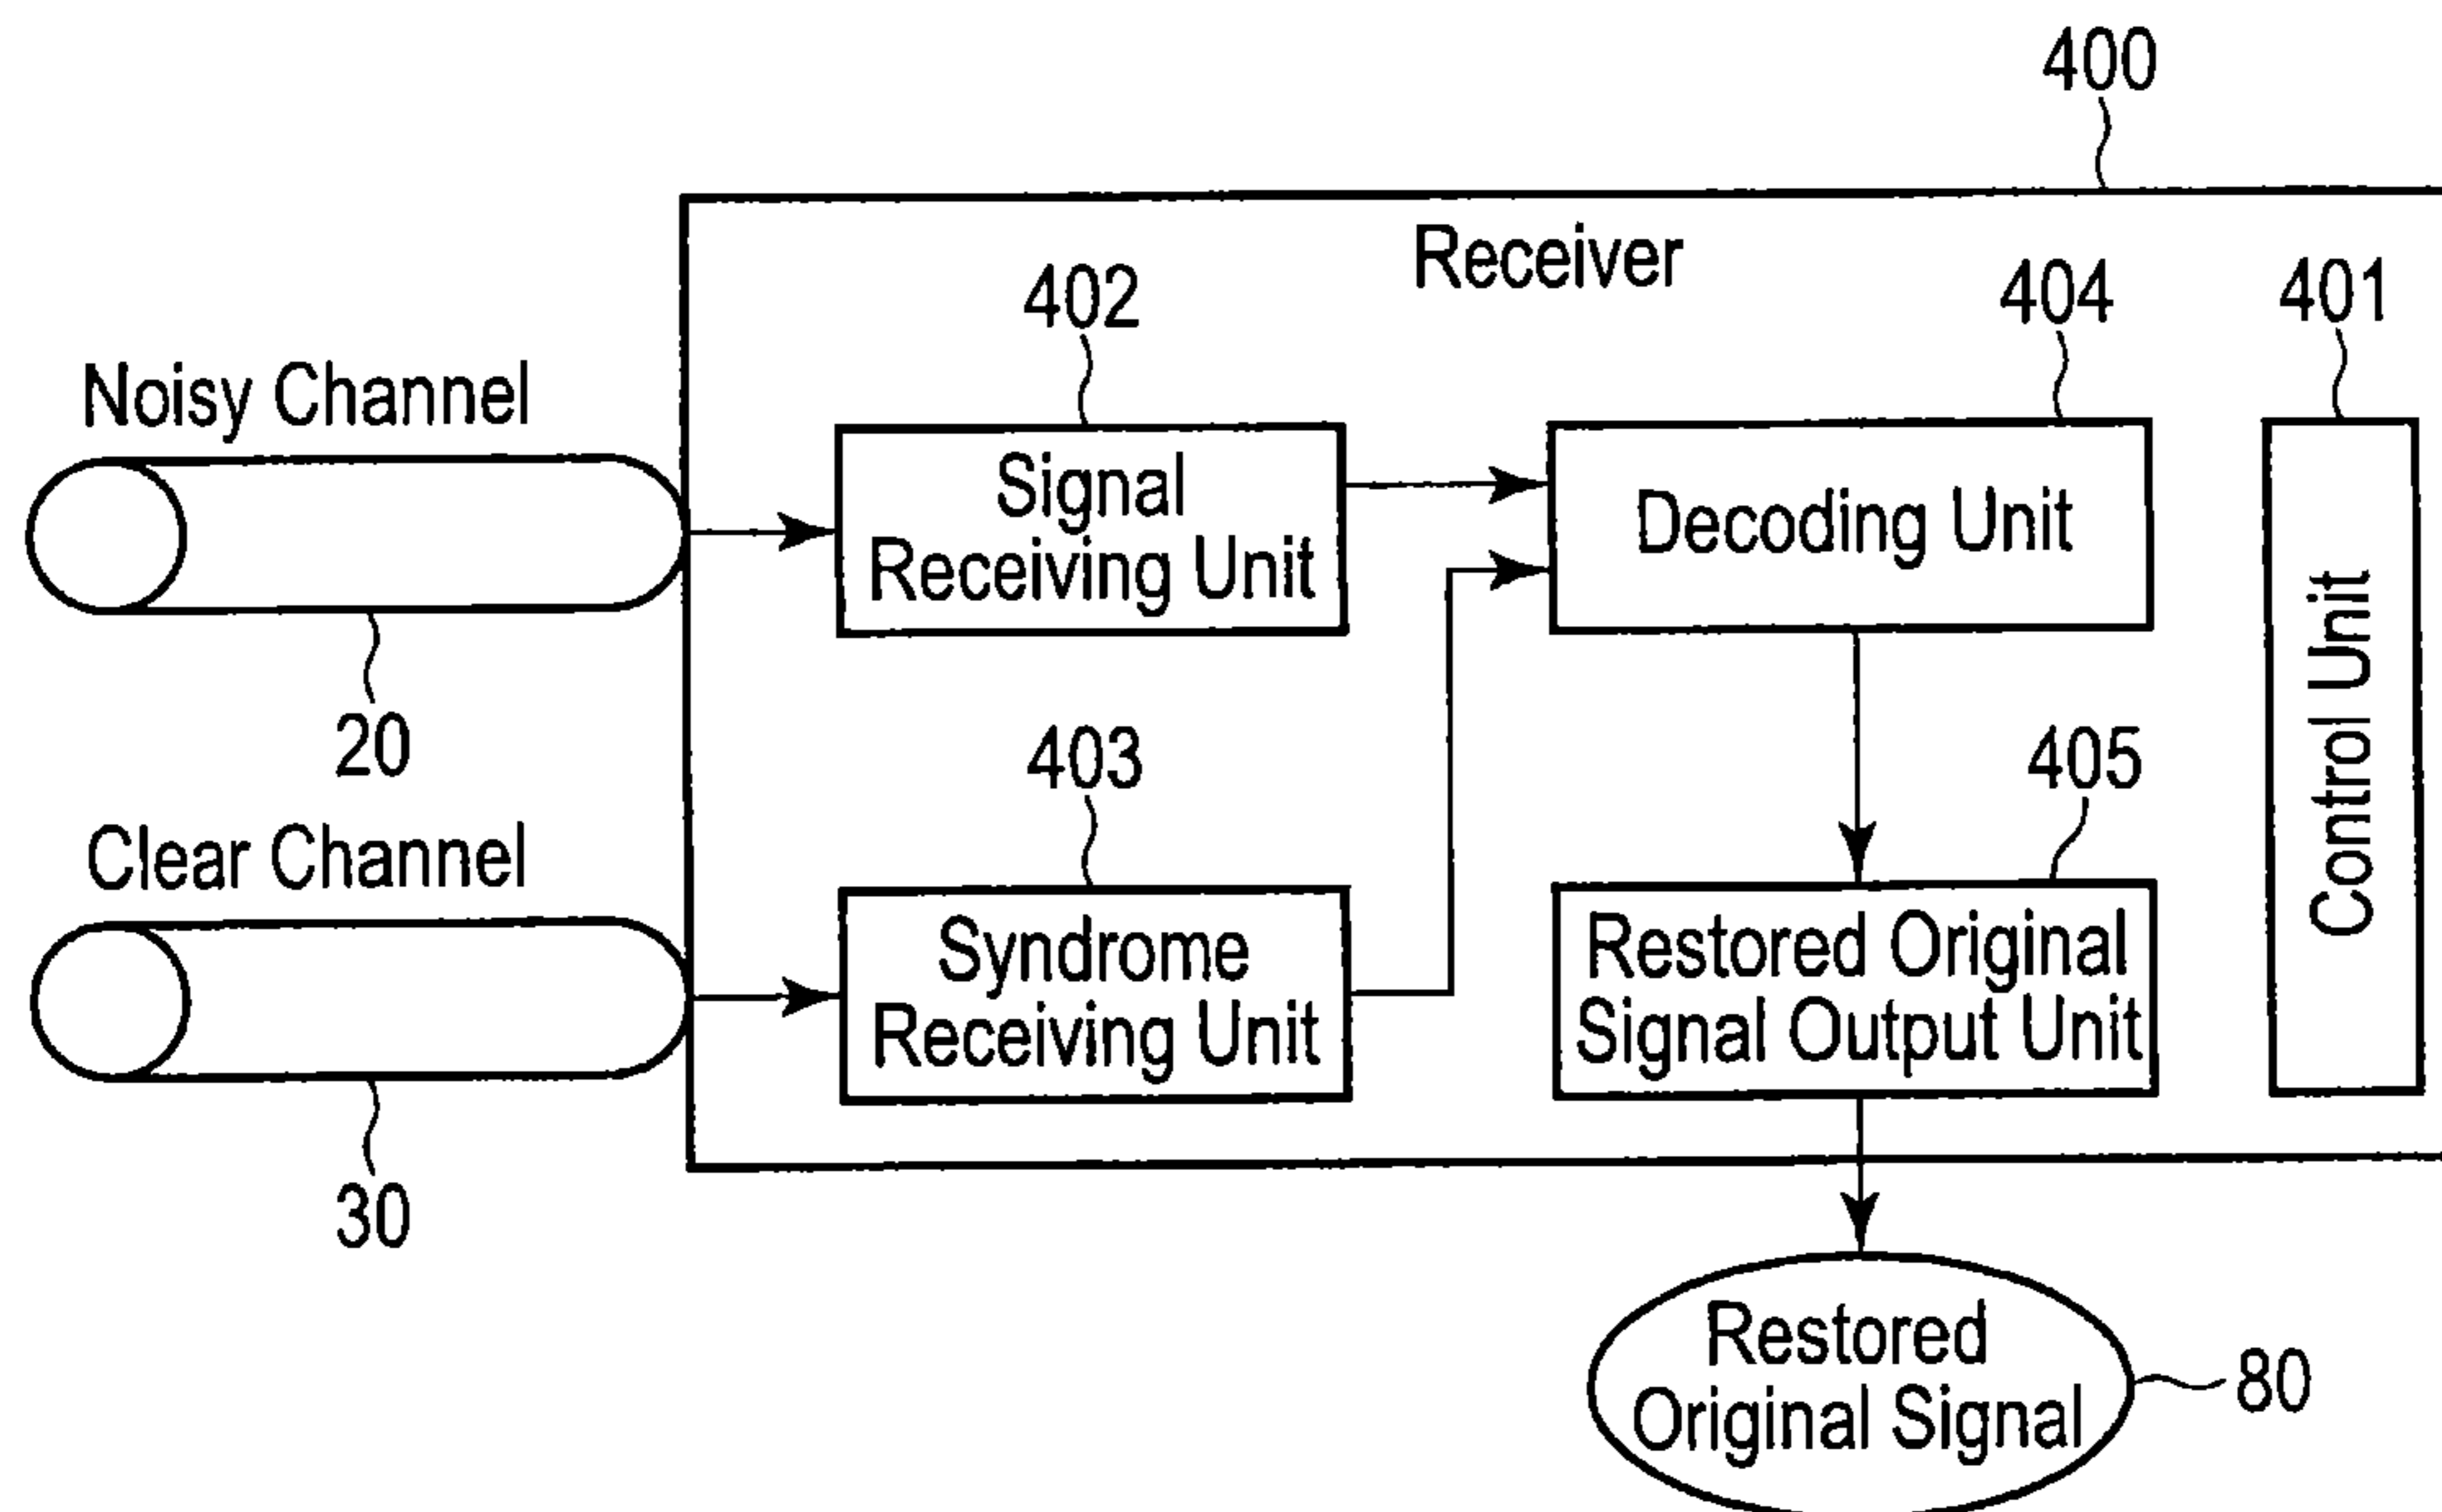 400
Receiver
402
404
401
Noisy Channel
Signal
Receiving Unit
Decoding Unit
Control Unit
20
403
405
Clear Channel
Syndrome
Receiving Unit
Restored Original
Signal Output Unit
30
Restored
Original Signal
80